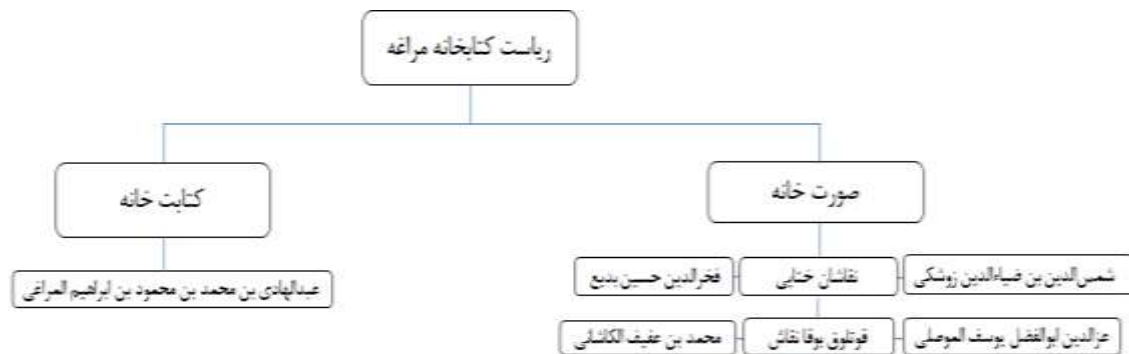 ریاست کتابخانه مراغه
صورت خانه
کتابت خانه
شمس‌الدین بن ضیاءالدین زوشکی
نقاشان ختایی
فخرالدین حسین بدیع
عبدالهادی بن محمد بن محمود بن ابراهیم المراغی
عزالدین ابوالفضل یوسف الموصلی
قوتلوق بوقا نقاش
محمد بن عفیف الکاشانی